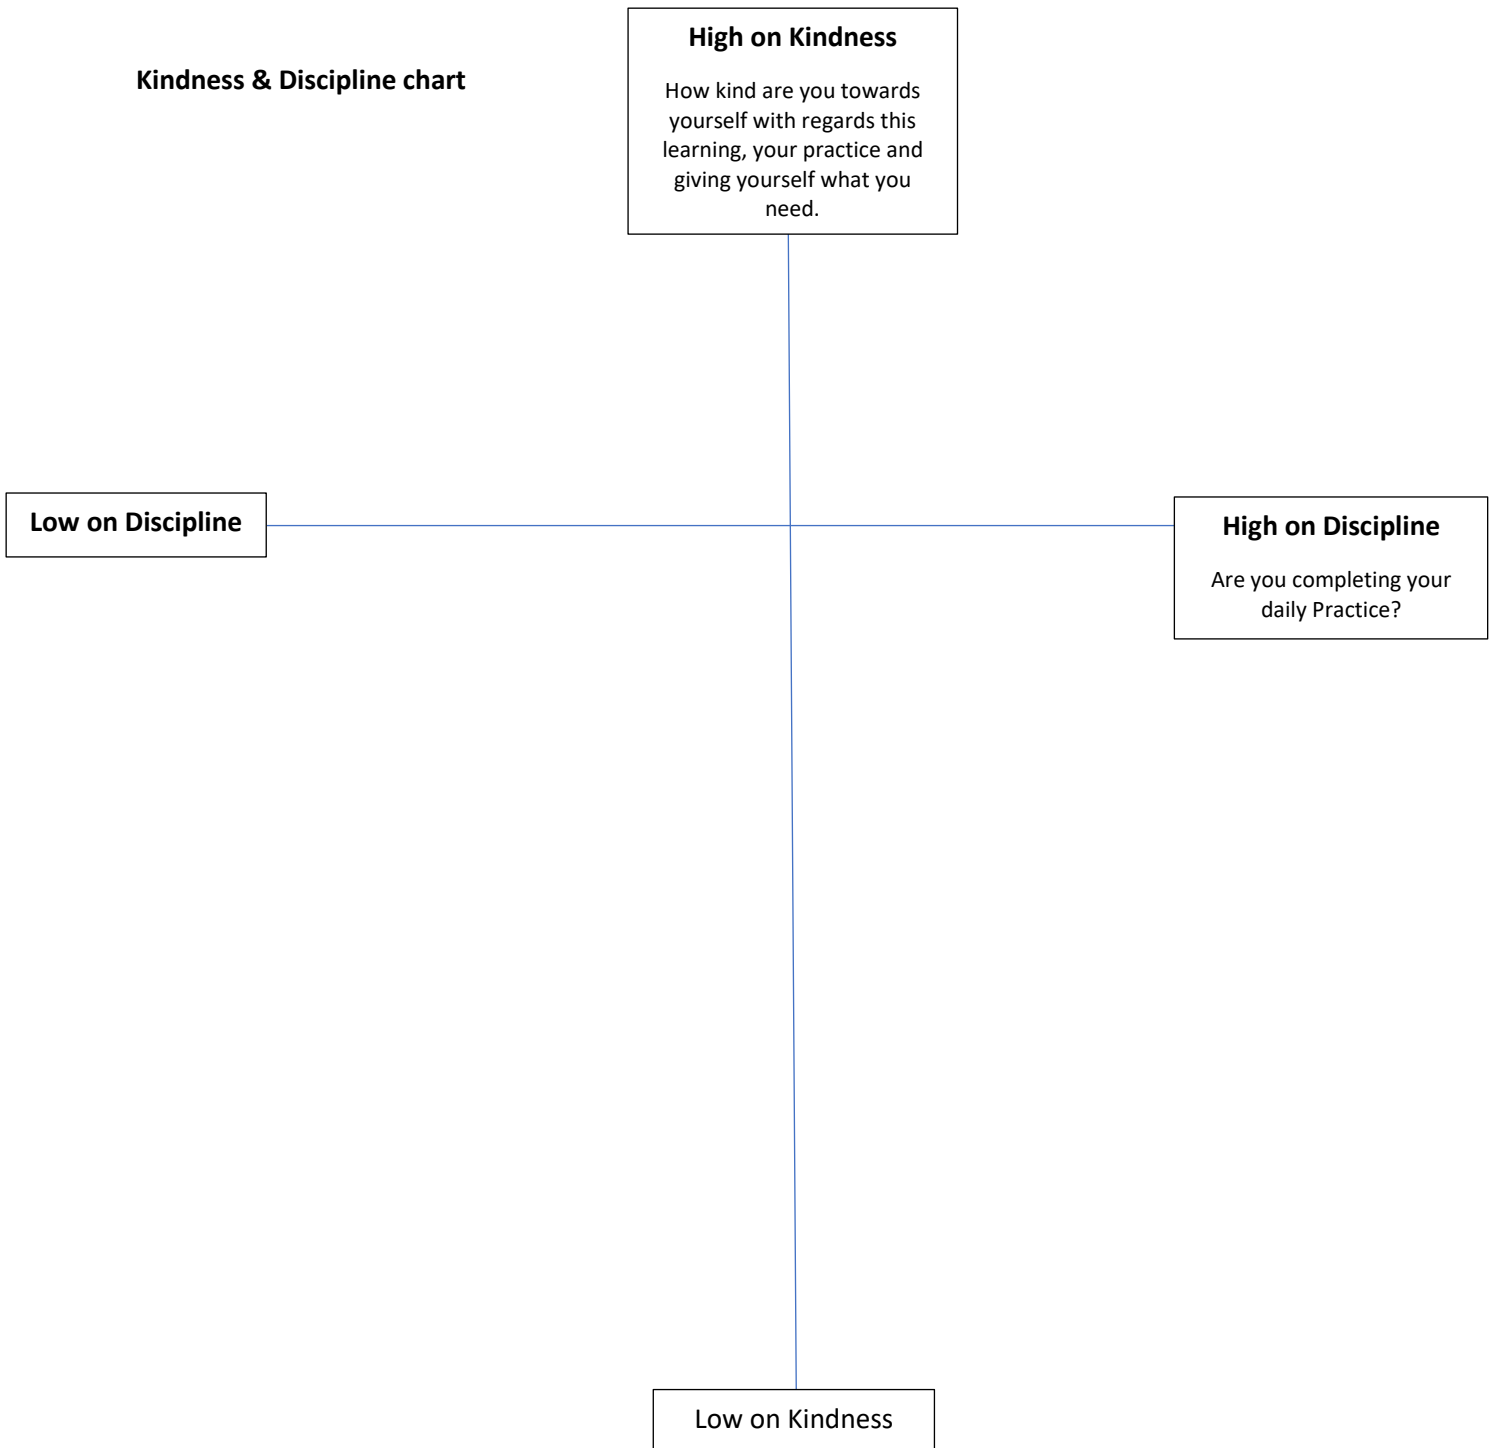 High on Kindness
Kindness & Discipline chart
How kind are you towards
yourself with regards this
learning, your practice and
giving yourself what you
need.
Low on Discipline
High on Discipline
Are you completing your
daily Practice?
Low on Kindness